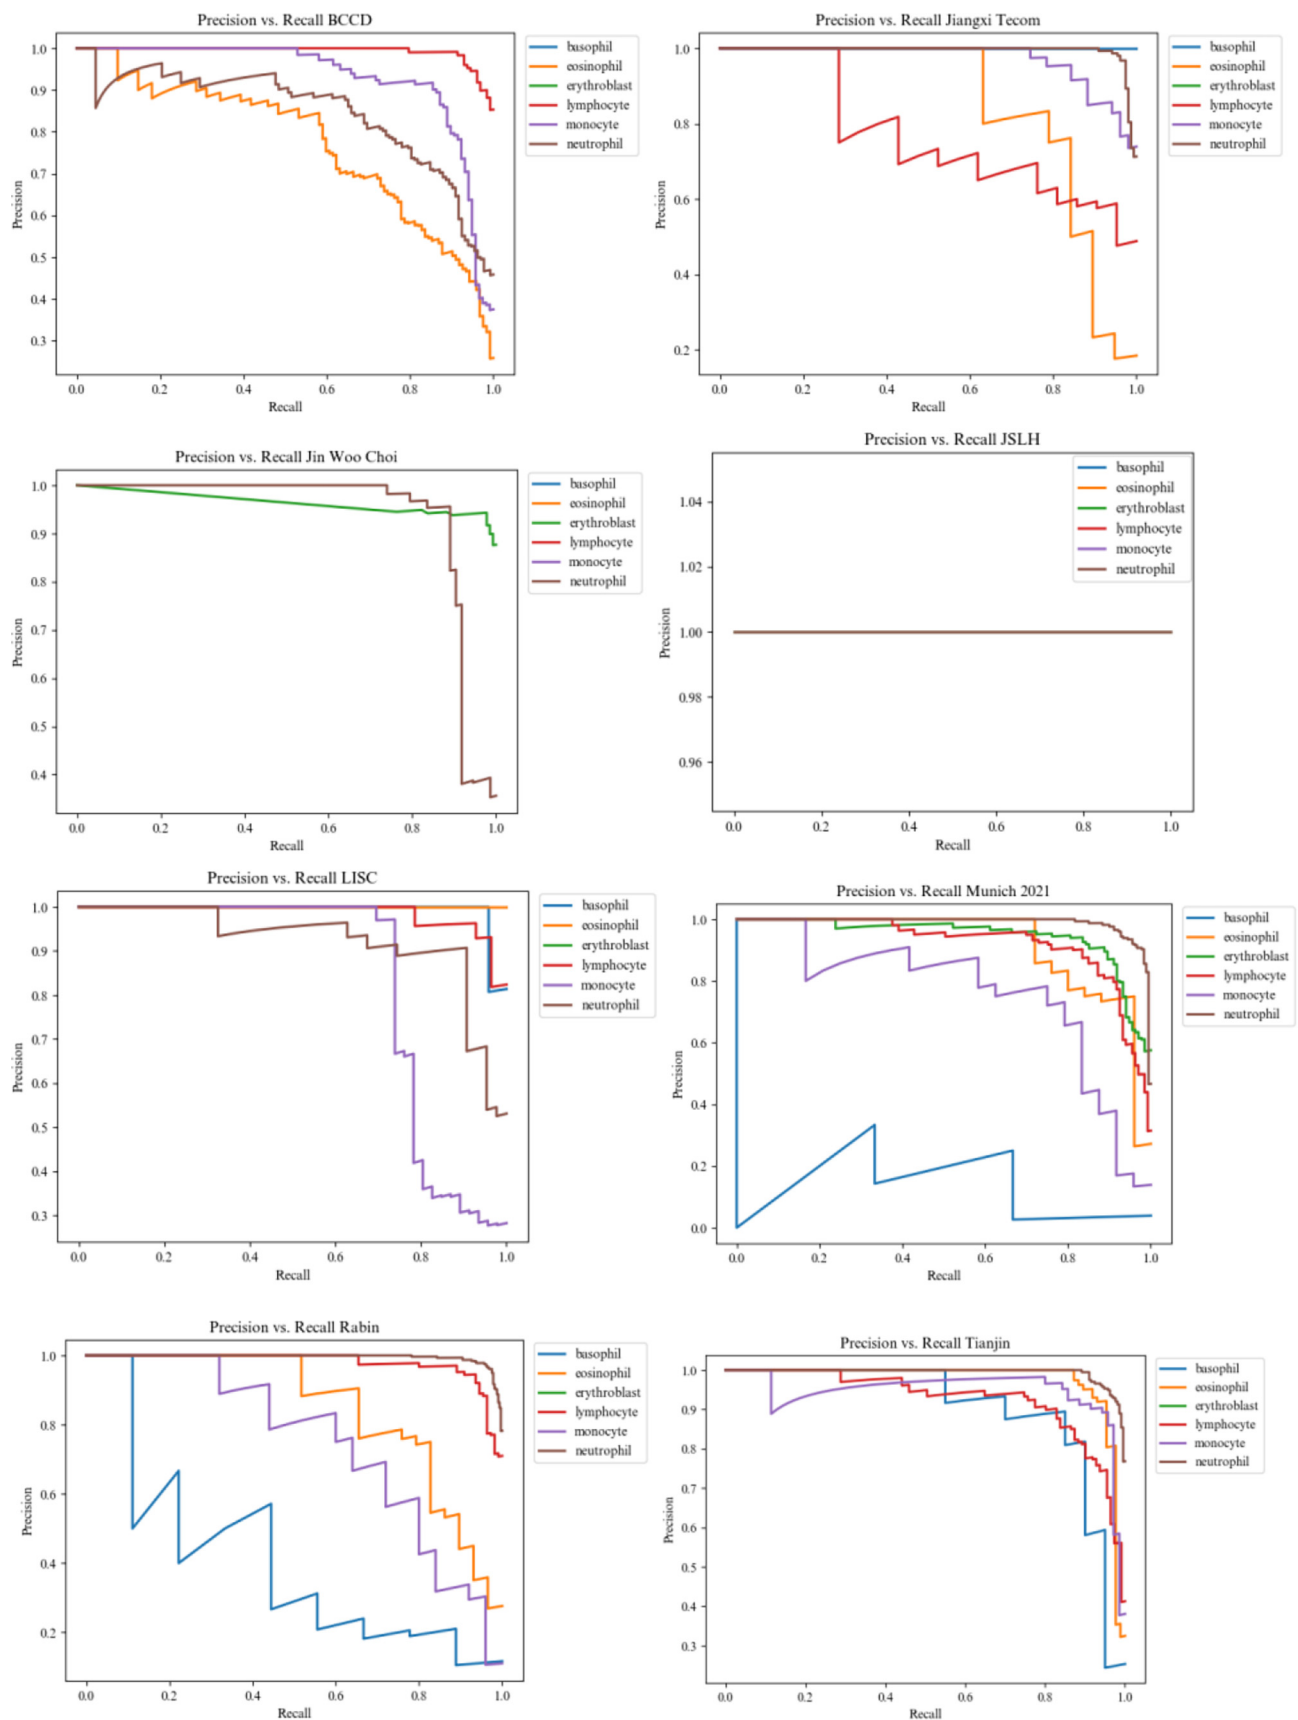 Precision vs. Recall BCCD
1.0
0.9
0.8
0.7
0.6
0.5
0.4
0.3
Precision
0.0 0.2 0.4 0.6 0.8 1.0
Recall
basophil
eosinophil
erythroblast
lymphocyte
monocyte
neutrophil
Precision vs. Recall Jiangxi Tecom
1.0
0.8
0.6
0.4
0.2
Precision
0.0 0.2 0.4 0.6 0.8 1.0
Recall
basophil
eosinophil
erythroblast
lymphocyte
monocyte
neutrophil
Precision vs. Recall Jin Woo Choi
1.0
0.9
0.8
0.7
0.6
0.5
0.4
Precision
0.0 0.2 0.4 0.6 0.8 1.0
Recall
basophil
eosinophil
erythroblast
lymphocyte
monocyte
neutrophil
Precision vs. Recall JSLH
1.04
1.02
1.00
0.98
0.96
Precision
0.0 0.2 0.4 0.6 0.8 1.0
Recall
basophil
eosinophil
erythroblast
lymphocyte
monocyte
neutrophil
Precision vs. Recall LISC
1.0
0.9
0.8
0.7
0.6
0.5
0.4
0.3
Precision
0.0 0.2 0.4 0.6 0.8 1.0
Recall
basophil
eosinophil
erythroblast
lymphocyte
monocyte
neutrophil
Precision vs. Recall Munich 2021
1.0
0.8
0.6
0.4
0.2
0.0
Precision
0.0 0.2 0.4 0.6 0.8 1.0
Recall
basophil
eosinophil
erythroblast
lymphocyte
monocyte
neutrophil
Precision vs. Recall Rabin
1.0
0.8
0.6
0.4
0.2
Precision
0.0 0.2 0.4 0.6 0.8 1.0
Recall
basophil
eosinophil
erythroblast
lymphocyte
monocyte
neutrophil
Precision vs. Recall Tianjin
1.0
0.9
0.8
0.7
0.6
0.5
0.4
0.3
Precision
0.0 0.2 0.4 0.6 0.8 1.0
Recall
basophil
eosinophil
erythroblast
lymphocyte
monocyte
neutrophil